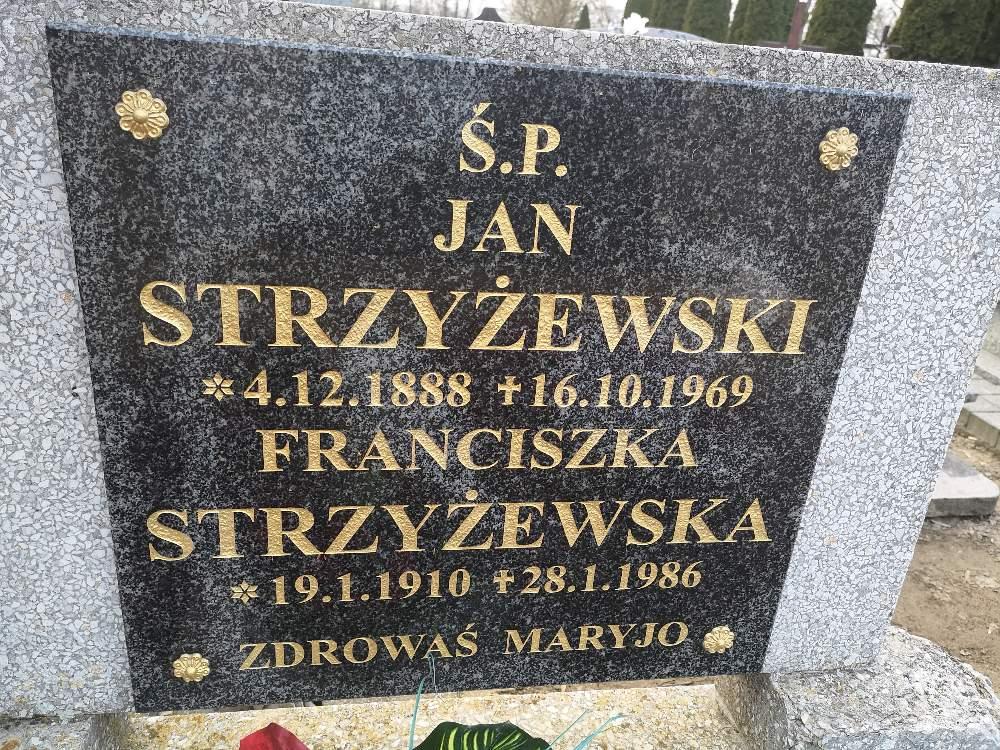 Ś.P.
JAN
STRZYŻEWSKI
*4.12.1888 ✝16.10.1969
FRANCISZKA
STRZYŻEWSKA
*19.1.1910 ✝28.1.1986
ZDROWAŚ MARYJO